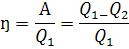 ŋ = A/Q₁ = Q₁₋Q₂/Q₁